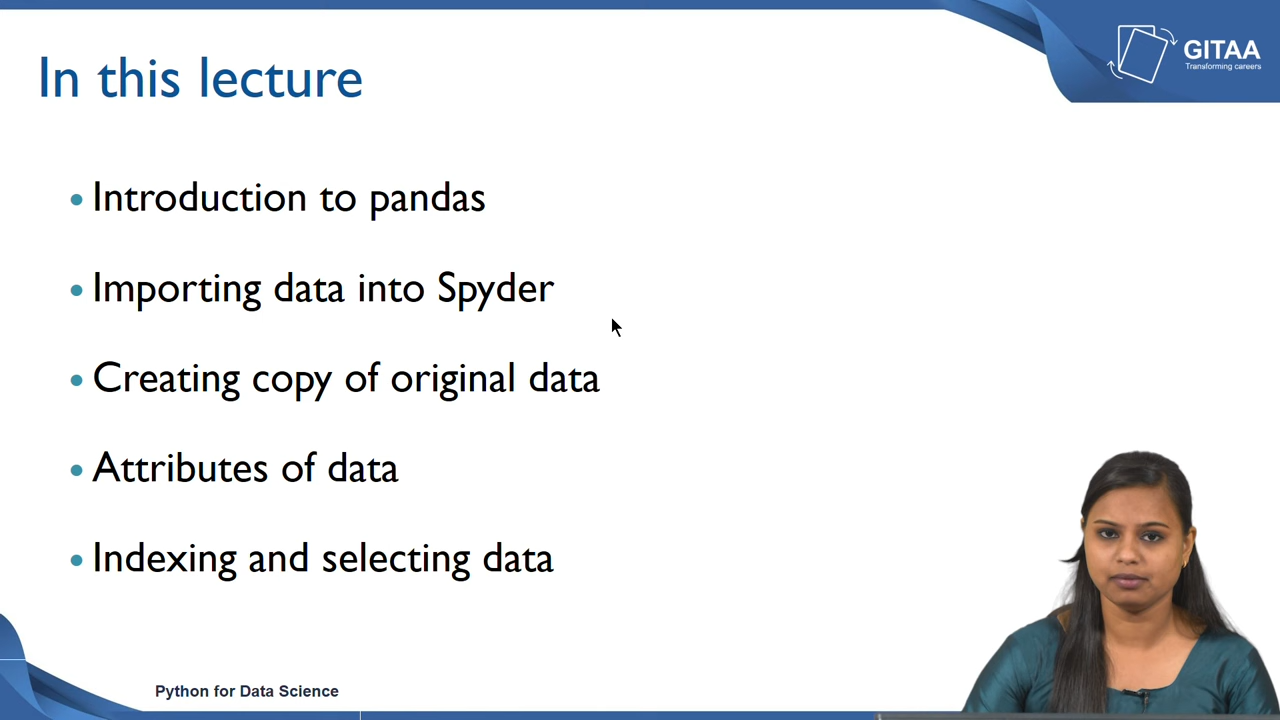 In this lecture
GITAA
Transforming careers
• Introduction to pandas
• Importing data into Spyder
• Creating copy of original data
• Attributes of data
• Indexing and selecting data
Python for Data Science